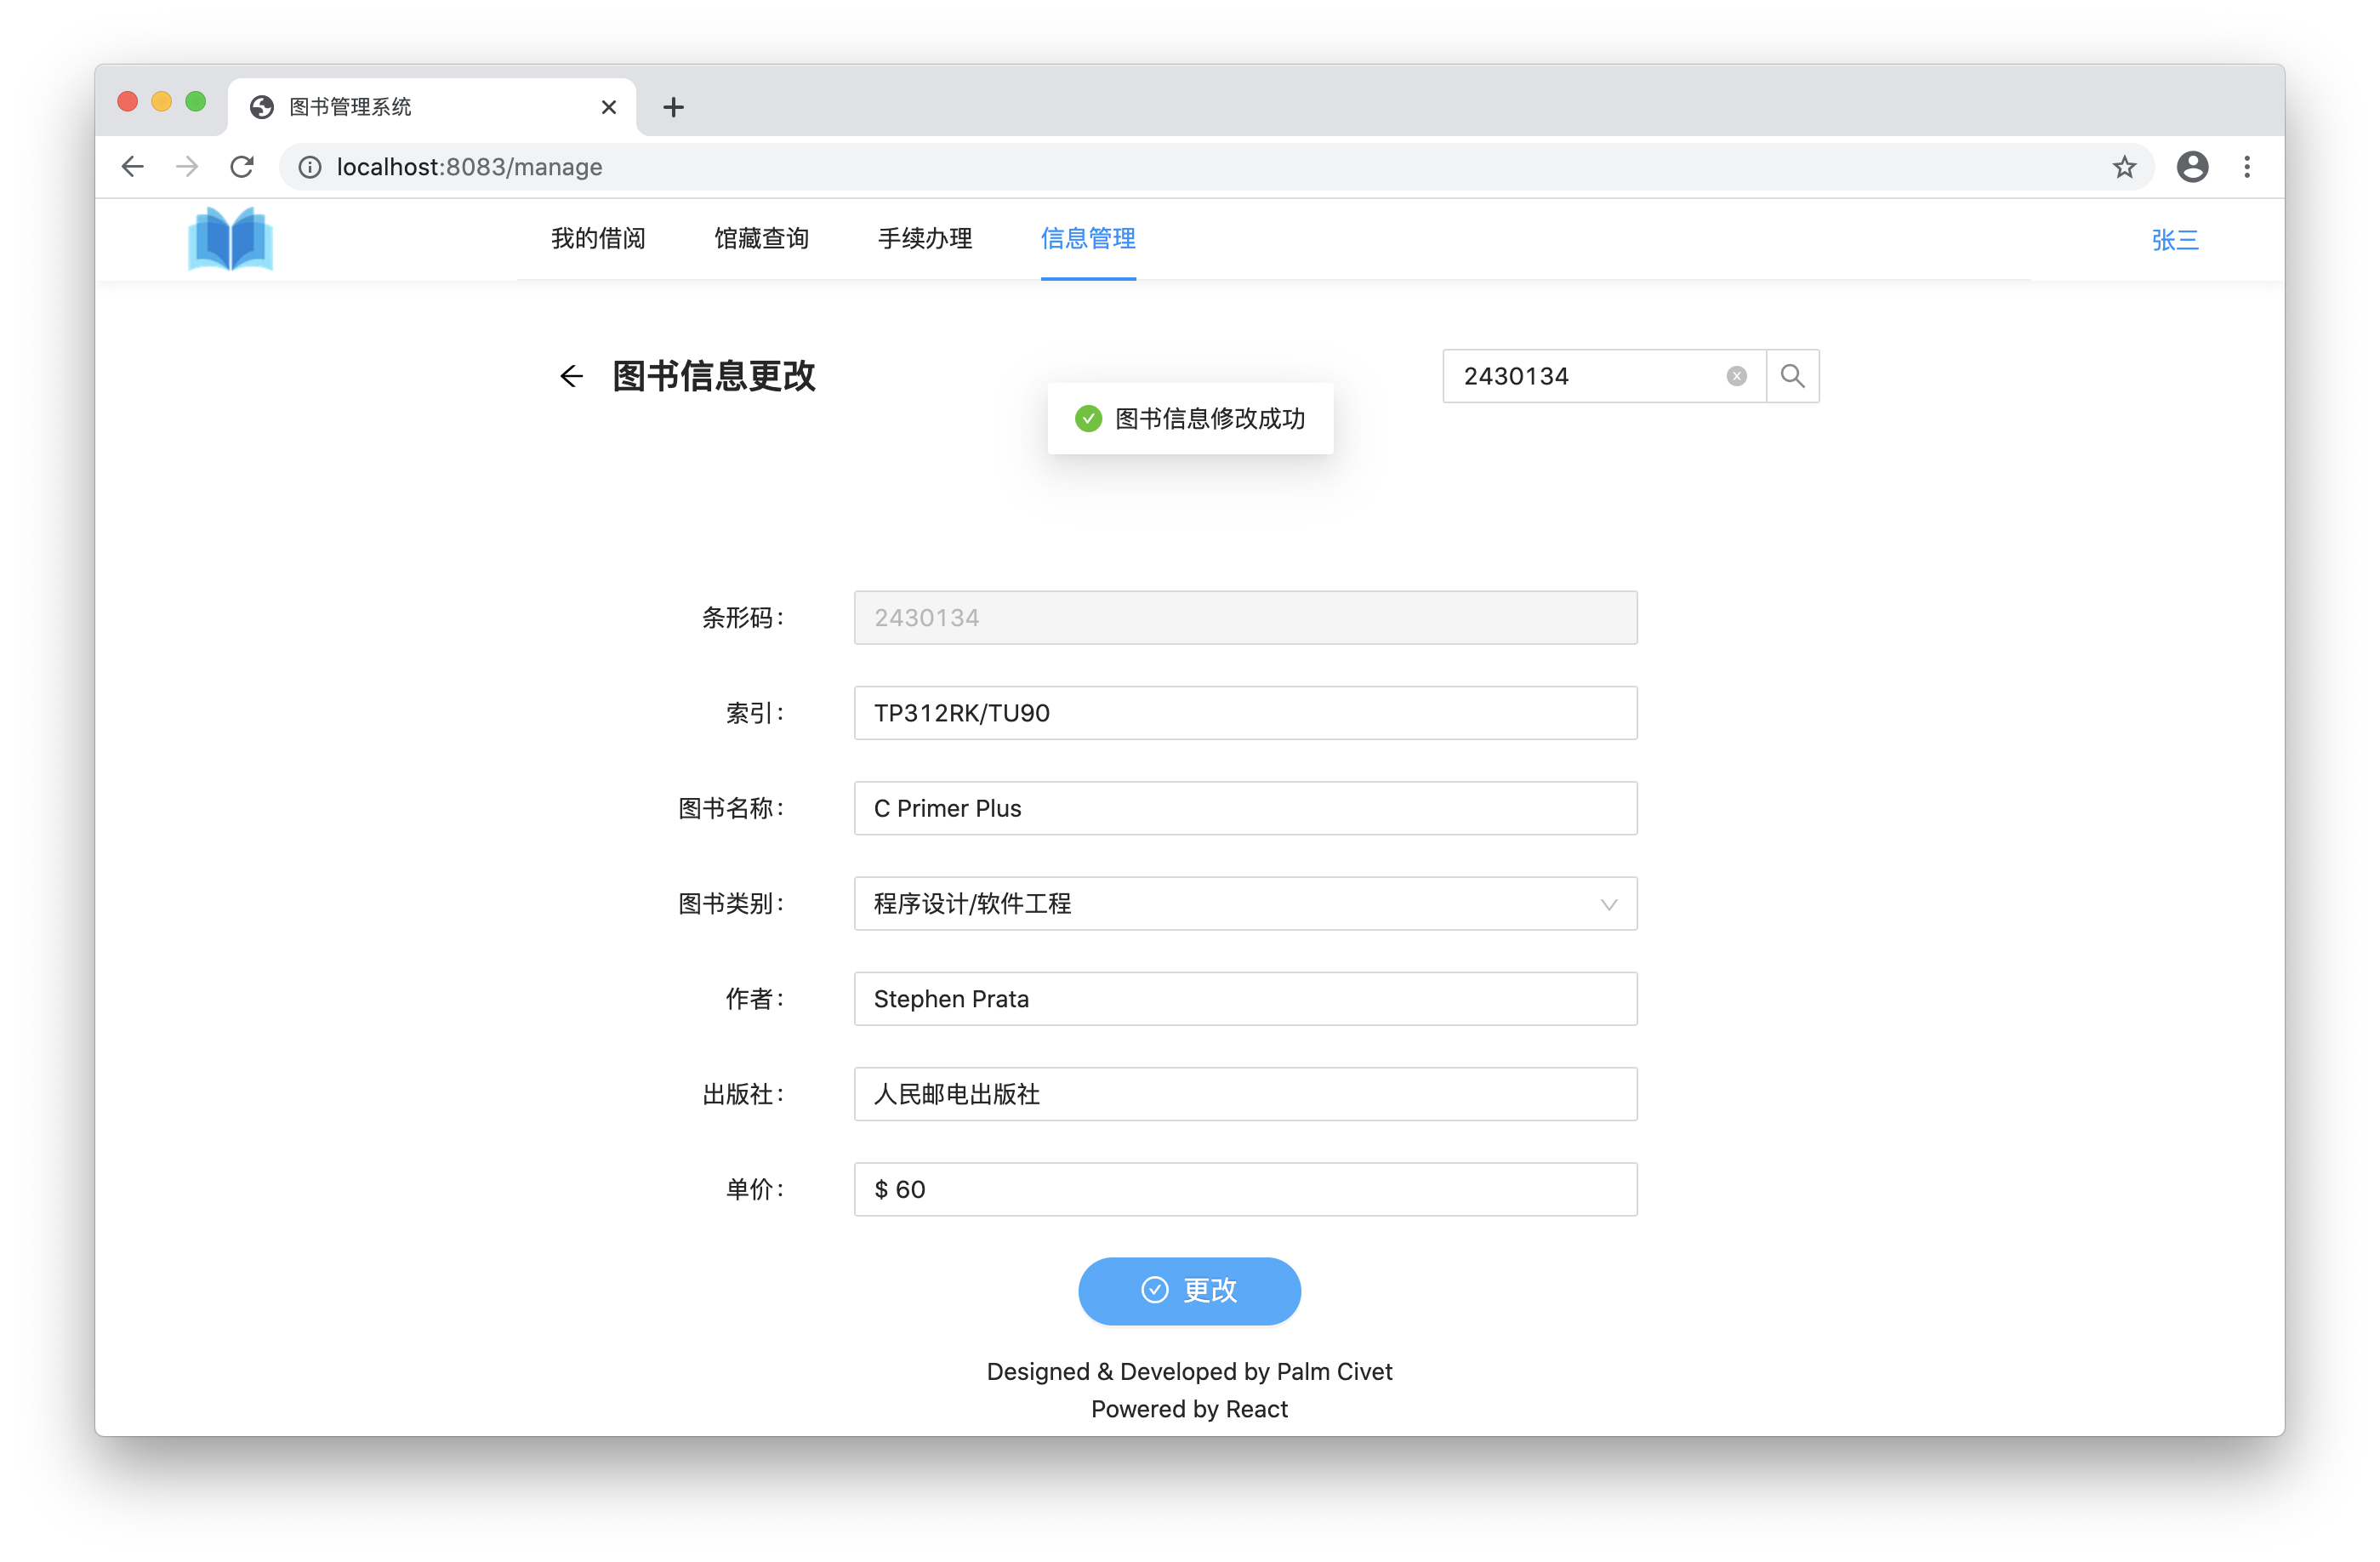 图书管理系统
localhost:8083/manage
我的借阅 馆藏查询 手续办理 信息管理 张三
图书信息更改 2430134
图书信息修改成功
条形码: 2430134
索引: TP312RK/TU90
图书名称: C Primer Plus
图书类别: 程序设计/软件工程
作者: Stephen Prata
出版社: 人民邮电出版社
单价: $ 60
更改
Designed & Developed by Palm Civet
Powered by React